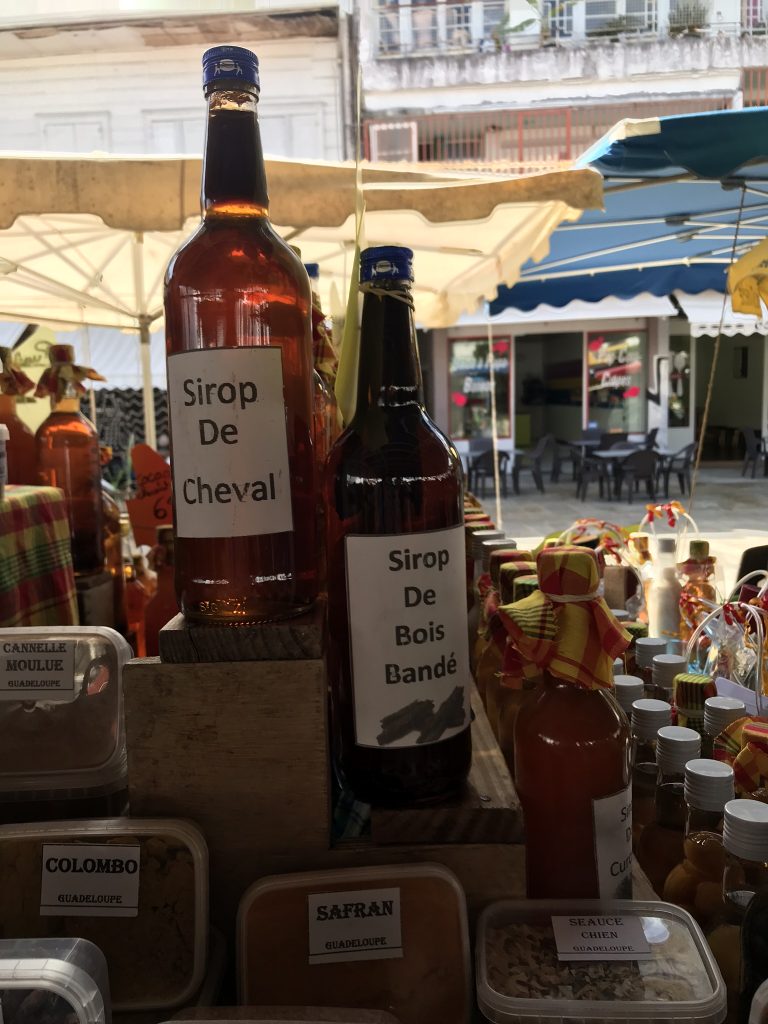 Sirop
De
Cheval
Sirop
De
Bois
Bandé
CANNELLE
MOULUE
GUADELOUPE
COLOMBO
GUADELOUPE
SAFRAN
GUADELOUPE
SEAUCE
CHIEN
GUADELOUPE